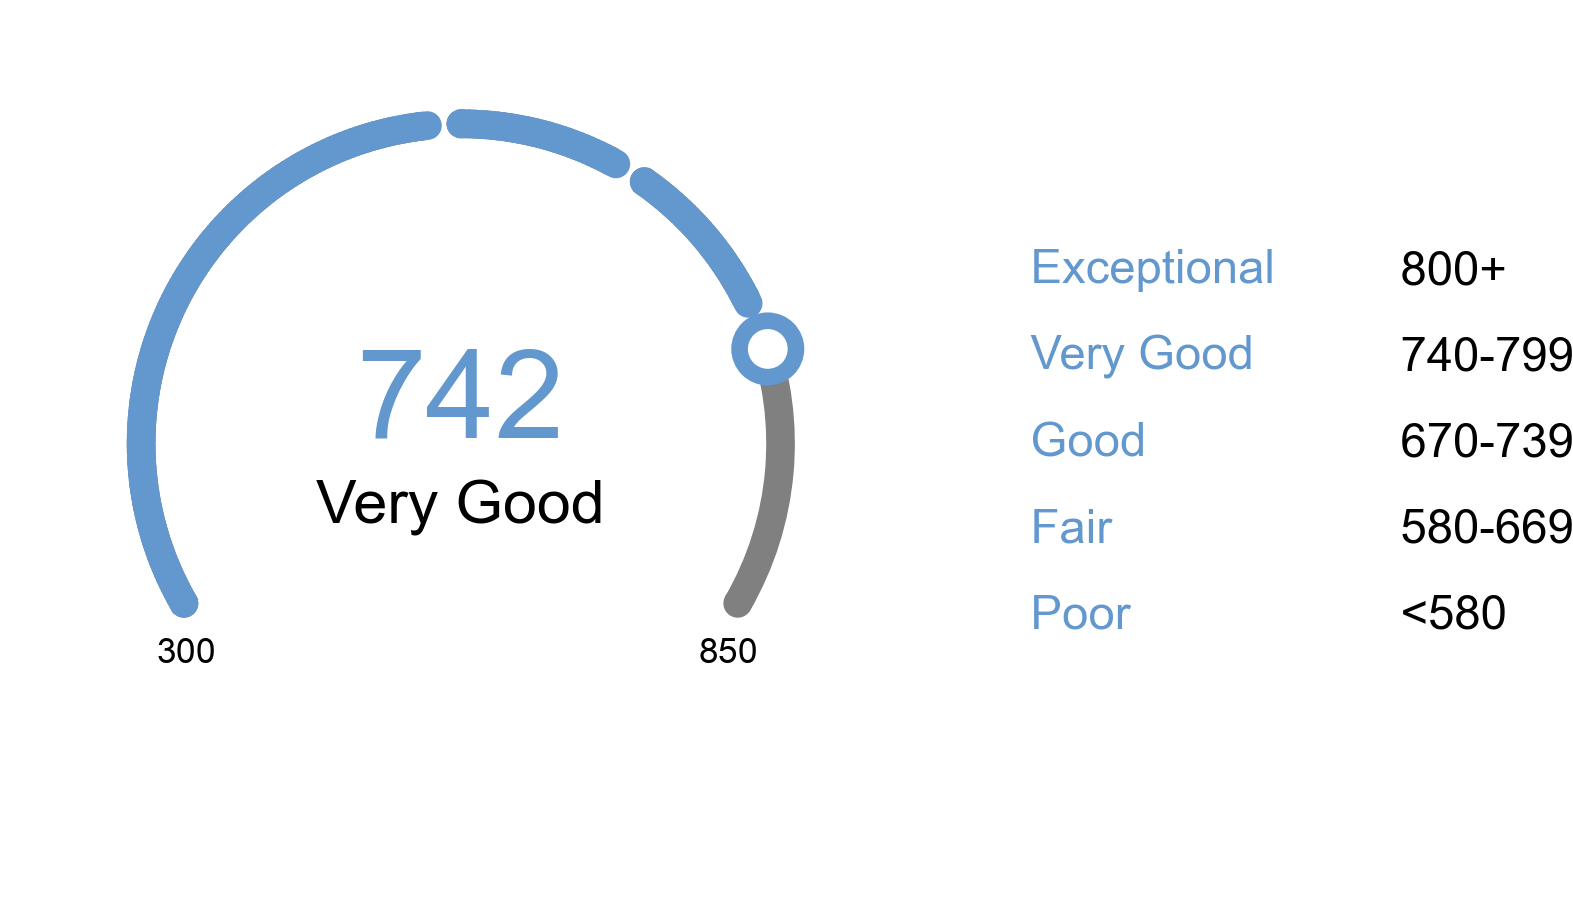 742
Very Good
300
850
Exceptional 800+
Very Good 740-799
Good 670-739
Fair 580-669
Poor <580